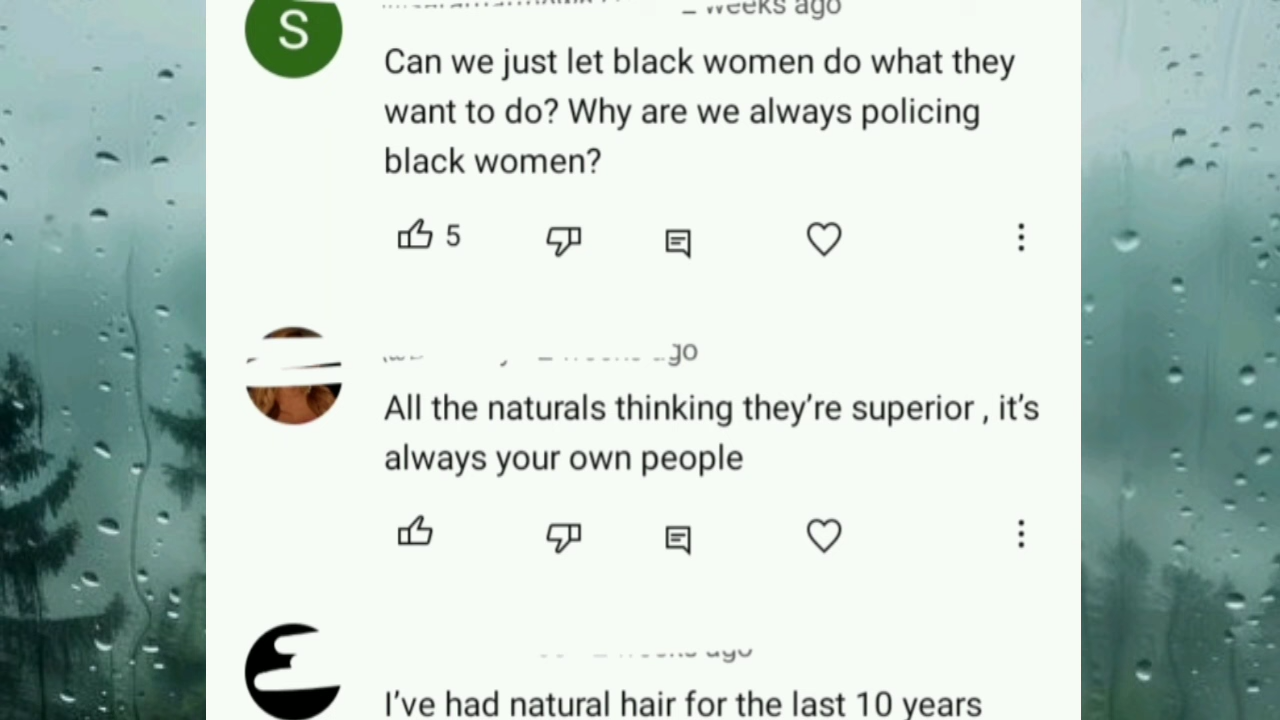 S
weeks ago
Can we just let black women do what they
want to do? Why are we always policing
black women?
5
All the naturals thinking they're superior , it's
always your own people
I've had natural hair for the last 10 years